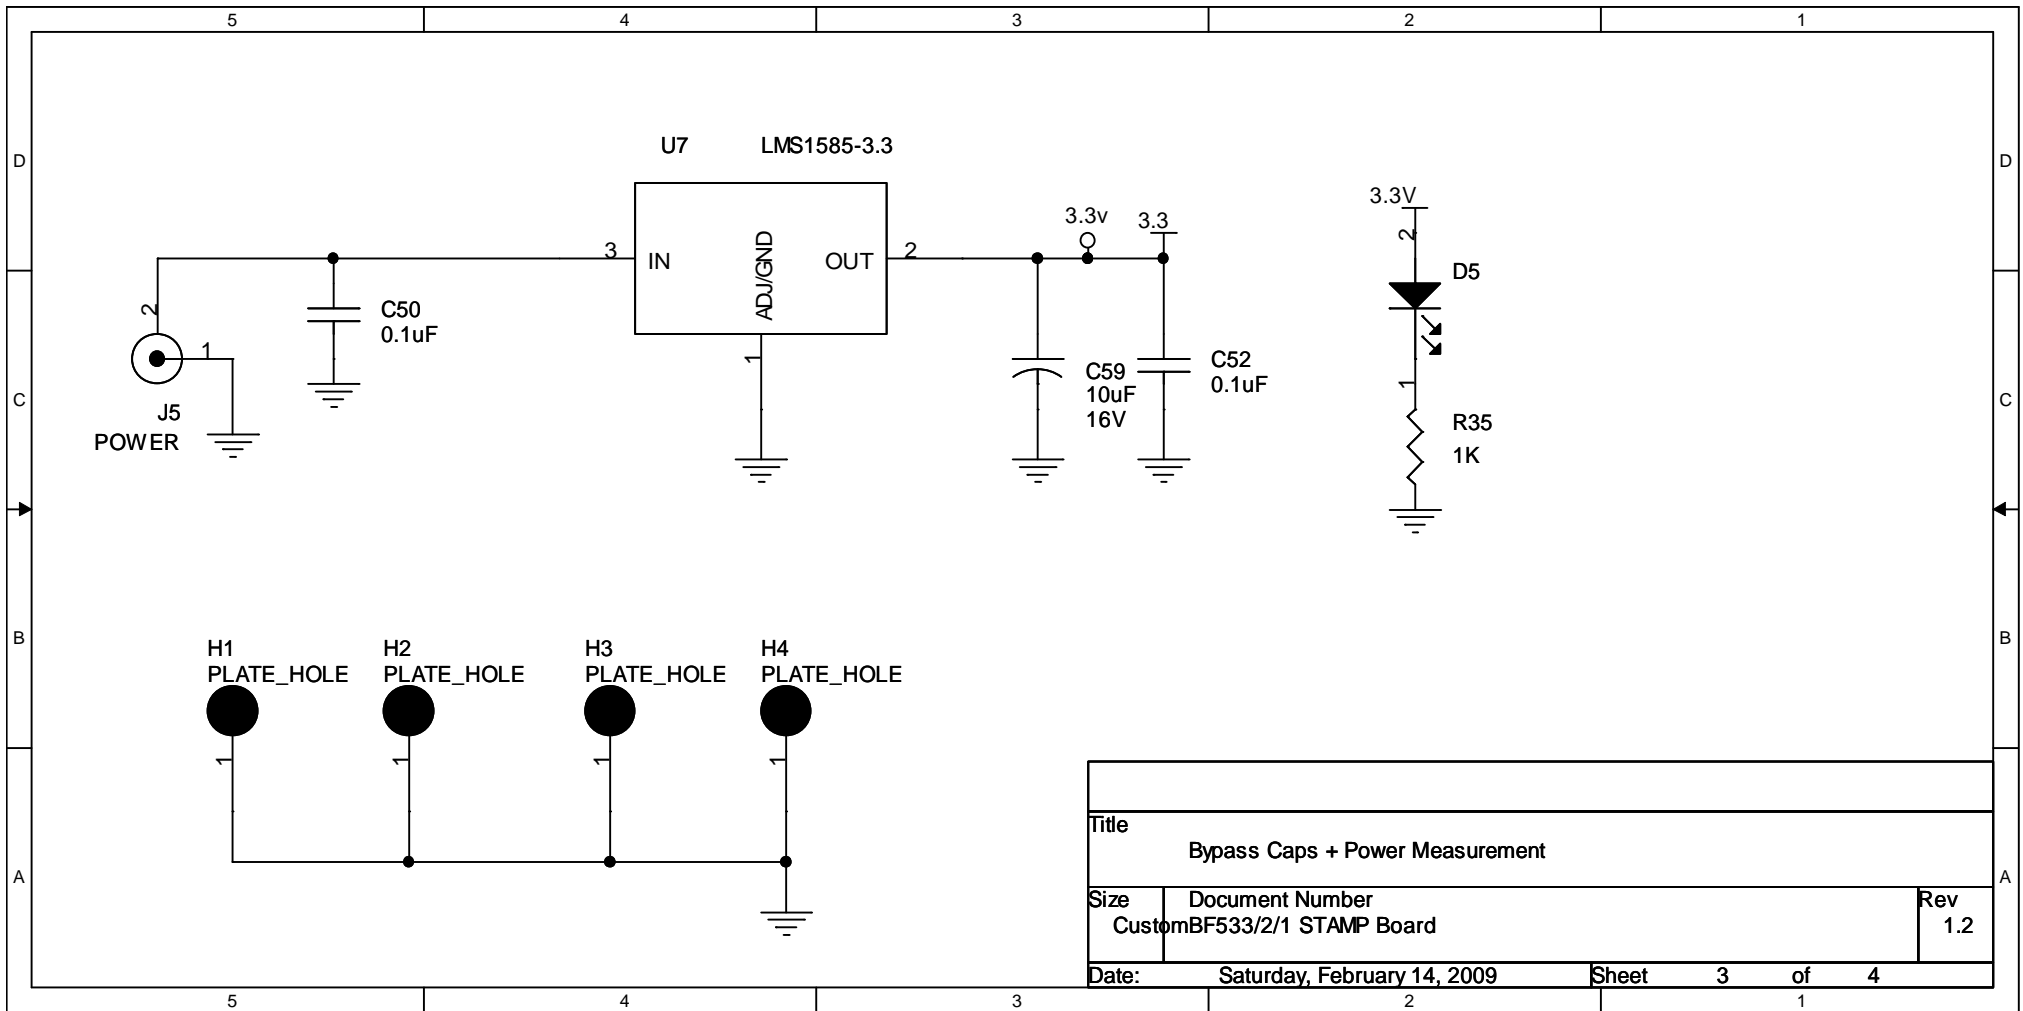 5 4 3 2 1
D D
U7 LMS1585-3.3
3 IN
ADJ/GND
OUT 2
1
3.3v
3.3
3.3V
2
D5
1
R35
1K
2
1
J5
POWER
C50
0.1uF
C59
10uF
16V
C52
0.1uF
C C
B B
H1
PLATE_HOLE
1
H2
PLATE_HOLE
1
H3
PLATE_HOLE
1
H4
PLATE_HOLE
1
A A
Title
Bypass Caps + Power Measurement
Size Document Number Rev
Custom BF533/2/1 STAMP Board 1.2
Date: Saturday, February 14, 2009 Sheet 3 of 4
5 4 3 2 1